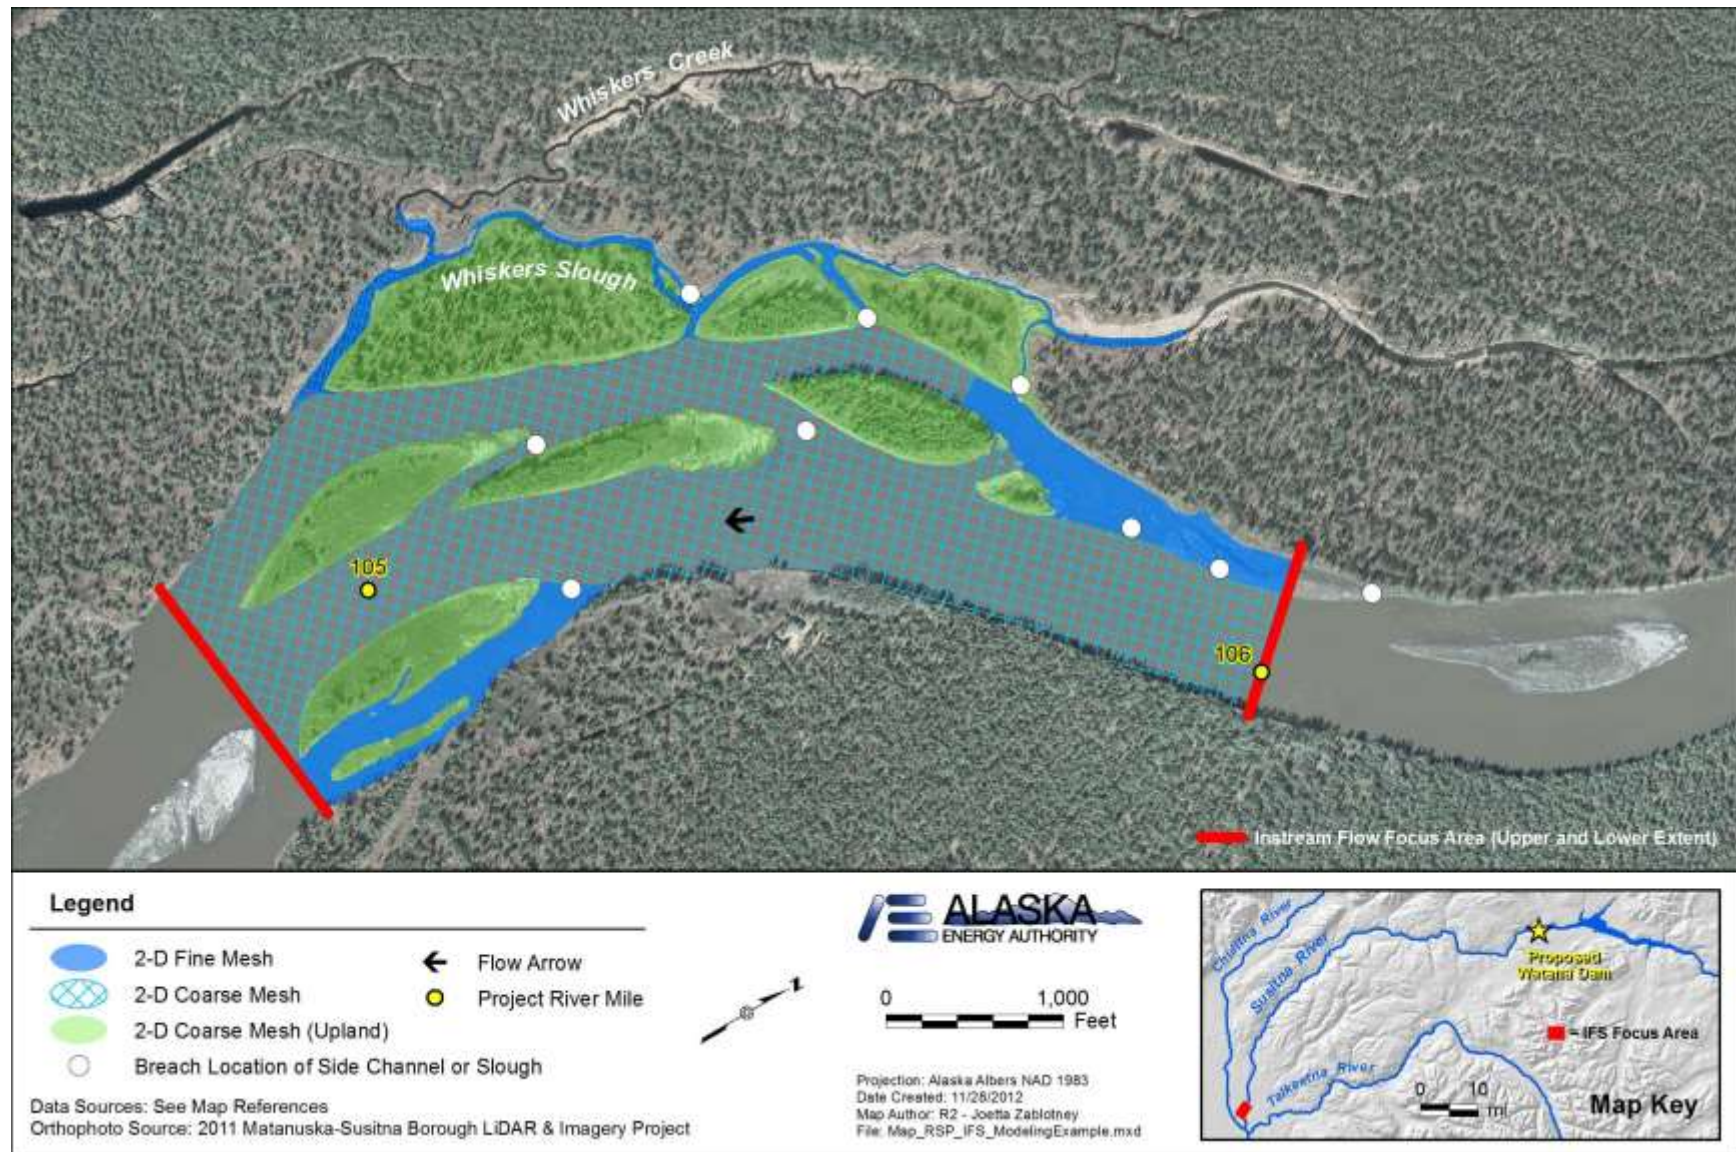 Whiskers Creek
Whiskers Slough
105
106
Instream Flow Focus Area (Upper and Lower Extent)
Legend
2-D Fine Mesh
2-D Coarse Mesh
2-D Coarse Mesh (Upland)
Breach Location of Side Channel or Slough
Flow Arrow
Project River Mile
Data Sources: See Map References
Orthophoto Source: 2011 Matanuska-Susitna Borough LiDAR & Imagery Project
ALASKA
ENERGY AUTHORITY
N
0 1,000
Feet
Projection: Alaska Albers NAD 1983
Date Created: 11/28/2012
Map Author: R2 - Joetta Zablotney
File: Map_RSP_IFS_ModelingExample.mxd
Chulitna River
Susitna River
Proposed
Watana Dam
= IFS Focus Area
Talkeetna River
0 10
mi
Map Key